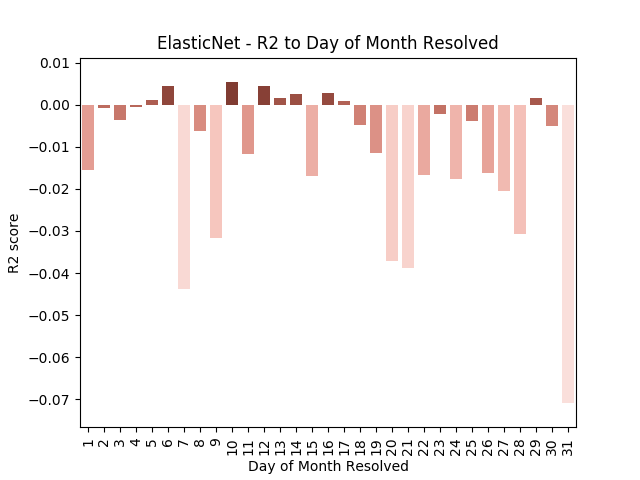 ElasticNet - R2 to Day of Month Resolved
0.01
0.00
−0.01
−0.02
−0.03
−0.04
−0.05
−0.06
−0.07
R2 score
1 2 3 4 5 6 7 8 9 10 11 12 13 14 15 16 17 18 19 20 21 22 23 24 25 26 27 28 29 30 31
Day of Month Resolved